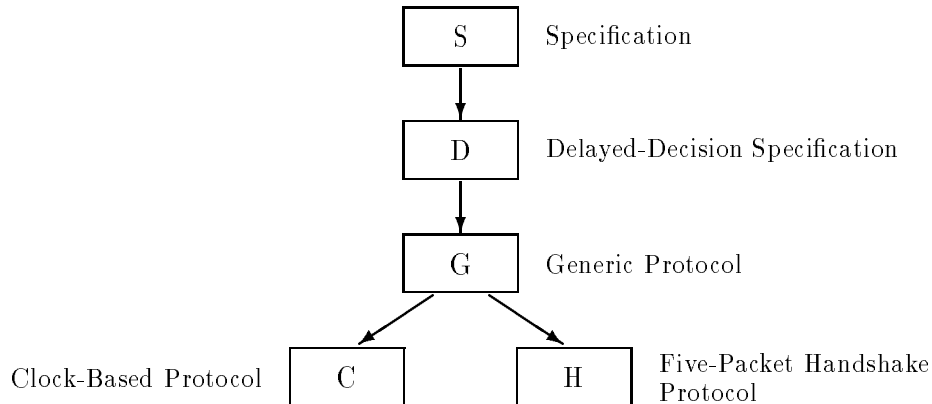 S Specification
D Delayed-Decision Specification
G Generic Protocol
Clock-Based Protocol C H Five-Packet Handshake
Protocol